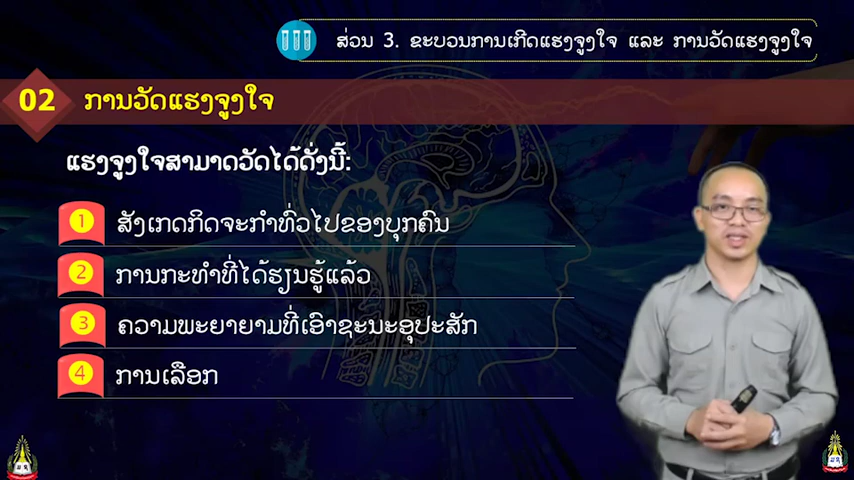 ສ່ວນ 3. ຂະບວນການເກີດແຮງຈູງໃຈ ແລະ ການວັດແຮງຈູງໃຈ
02 ການວັດແຮງຈູງໃຈ
ແຮງຈູງໃຈສາມາດວັດໄດ້ດັ່ງນີ້:
1 ສັງເກດກິດຈະກຳທົ່ວໄປຂອງບຸກຄົນ
2 ການກະທຳທີ່ໄດ້ຮຽນຮູ້ແລ້ວ
3 ຄວາມພະຍາຍາມທີ່ເອົາຊະນະອຸປະສັກ
4 ການເລືອກ